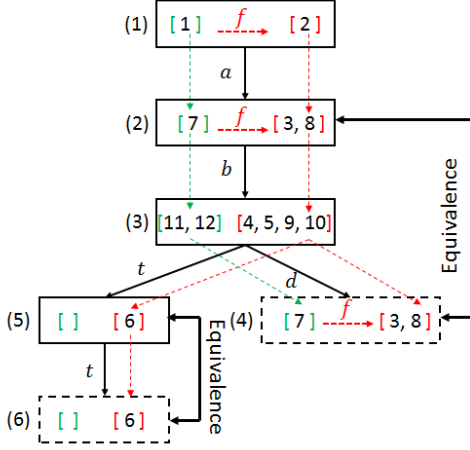 (1) [1] f [2]
a
(2) [7] f [3, 8]
b
Equivalence
(3) [11, 12] [4, 5, 9, 10]
t d
(5) [ ] [6]
(4) [7] f [3, 8]
Equivalence
t
(6) [ ] [6]